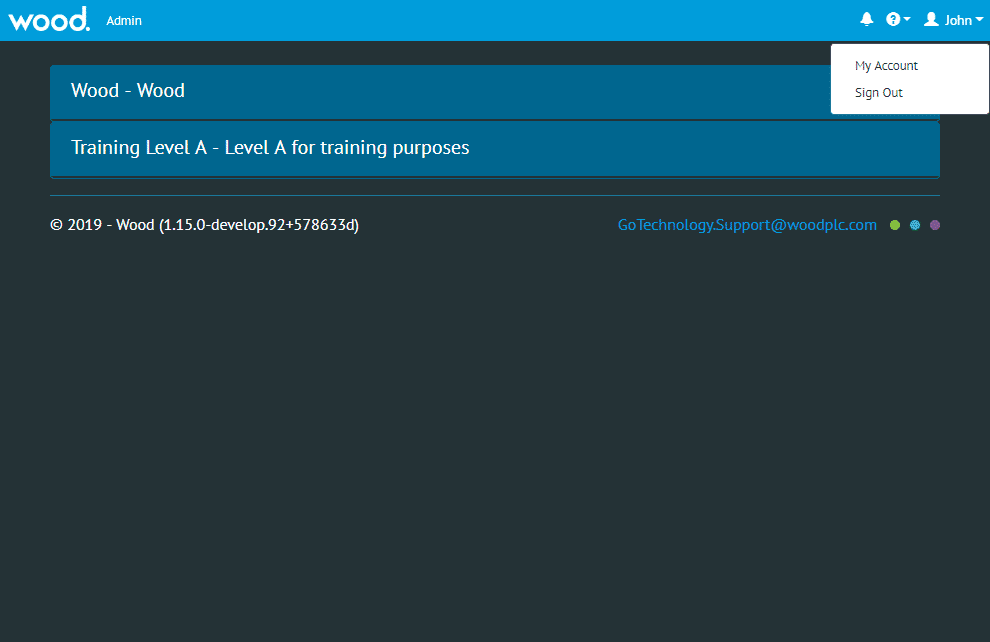 wood. Admin John
My Account
Sign Out
Wood - Wood
Training Level A - Level A for training purposes
© 2019 - Wood (1.15.0-develop.92+578633d) GoTechnology.Support@woodplc.com